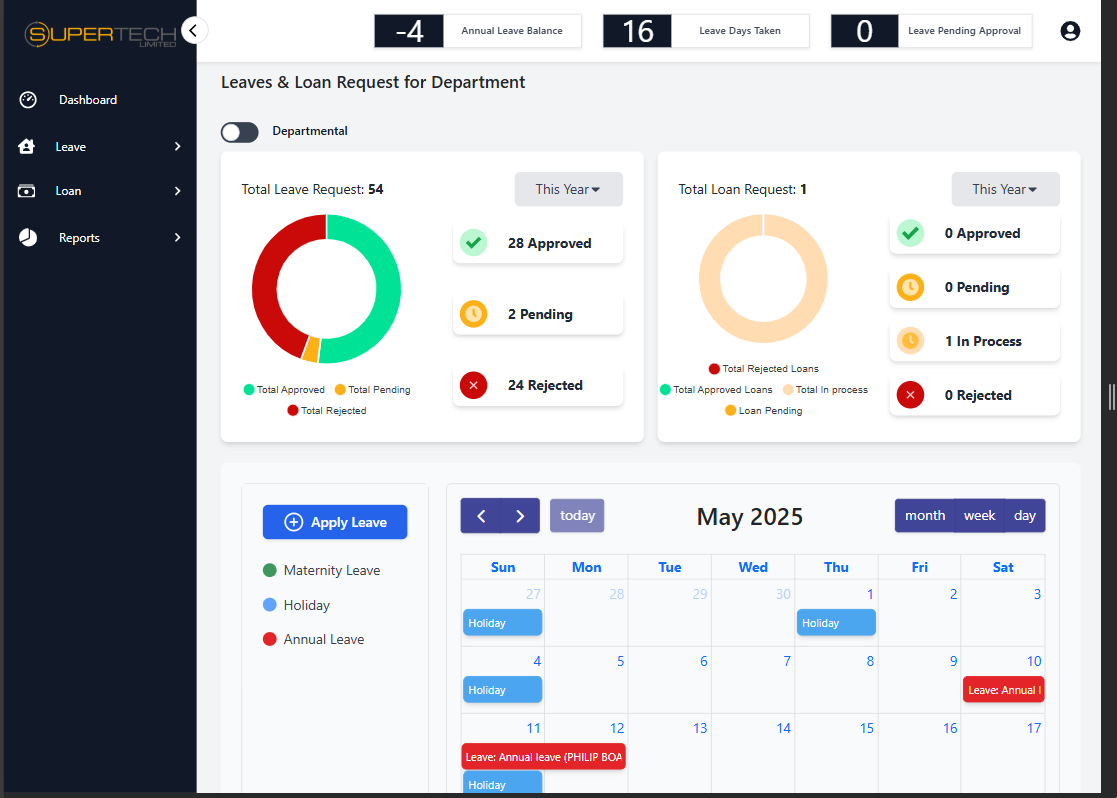 SUPERTECH
LIMITED
-4 Annual Leave Balance
16 Leave Days Taken
0 Leave Pending Approval
Dashboard
Leave
Loan
Reports
Leaves & Loan Request for Department
Departmental
Total Leave Request: 54
This Year
28 Approved
2 Pending
24 Rejected
Total Approved
Total Pending
Total Rejected
Total Loan Request: 1
This Year
0 Approved
0 Pending
1 In Process
0 Rejected
Total Rejected Loans
Total Approved Loans
Total In process
Loan Pending
Apply Leave
Maternity Leave
Holiday
Annual Leave
today
May 2025
month week day
Sun Mon Tue Wed Thu Fri Sat
27 28 29 30 1 2 3
Holiday Holiday
4 5 6 7 8 9 10
Holiday Leave: Annual l
11 12 13 14 15 16 17
Leave: Annual leave (PHILIP BOA
Holiday